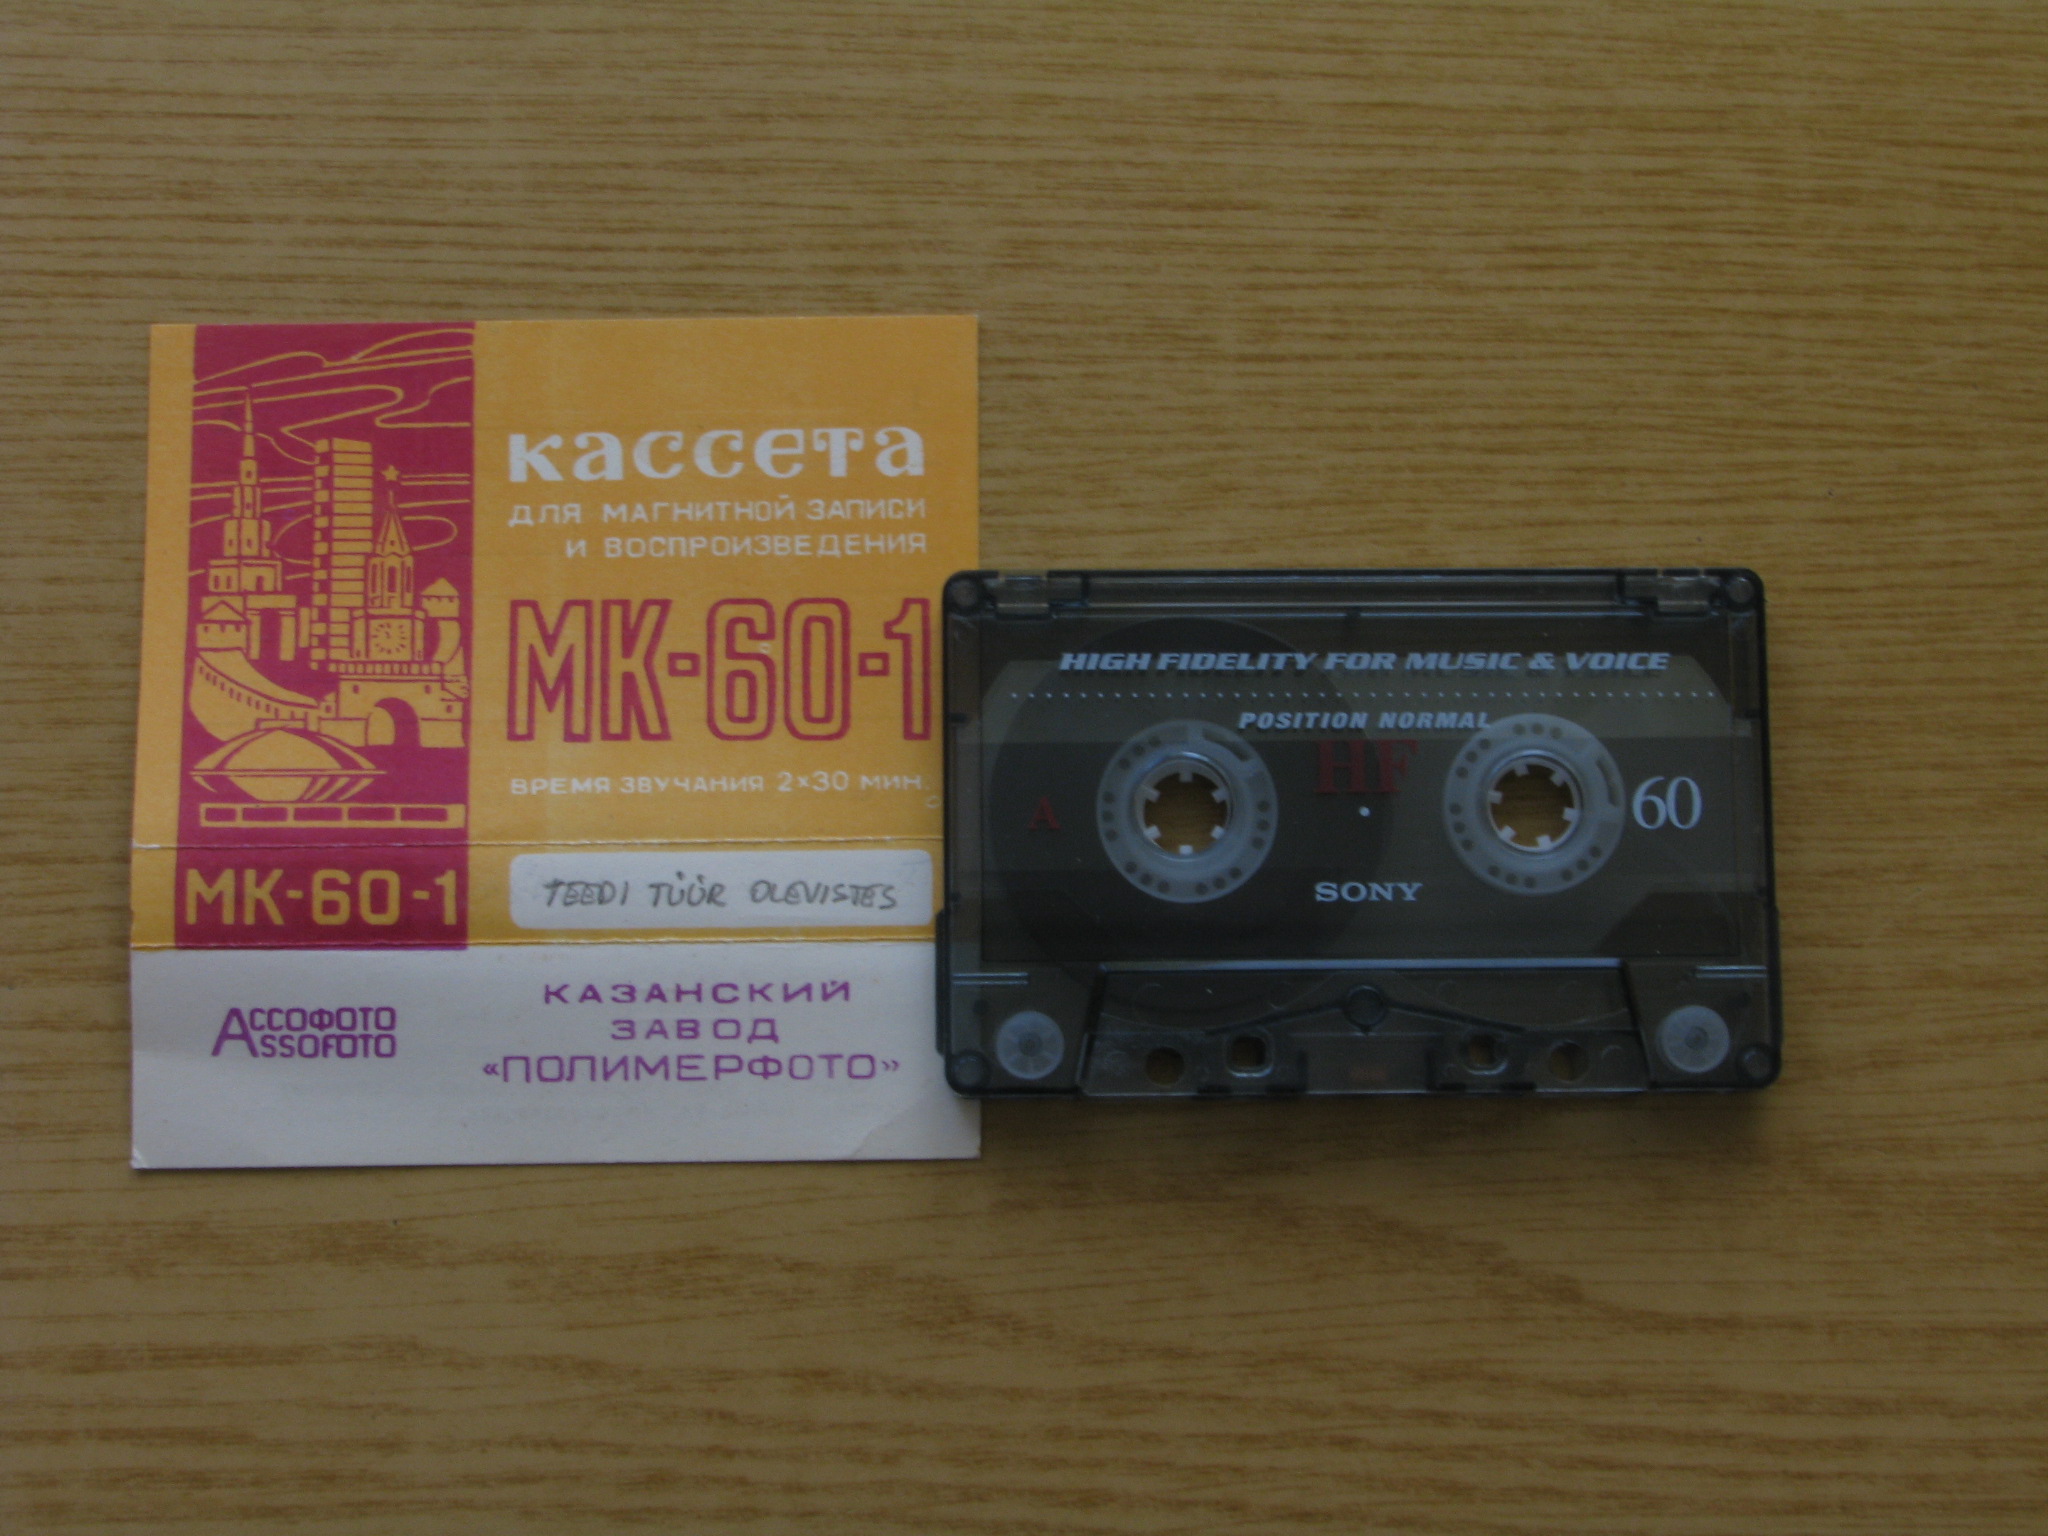 кассета
ДЛЯ МАГНИТНОЙ ЗАПИСИ
И ВОСПРОИЗВЕДЕНИЯ
МК-60-1
ВРЕМЯ ЗВУЧАНИЯ 2×30 МИН.
МК-60-1
TEEDI TÜÜR OLEVISTES
АССОФОТО
ASSOFOTO
КАЗАНСКИЙ
ЗАВОД
«ПОЛИМЕРФОТО»
HIGH FIDELITY FOR MUSIC & VOICE
POSITION NORMAL
HF
A
60
SONY